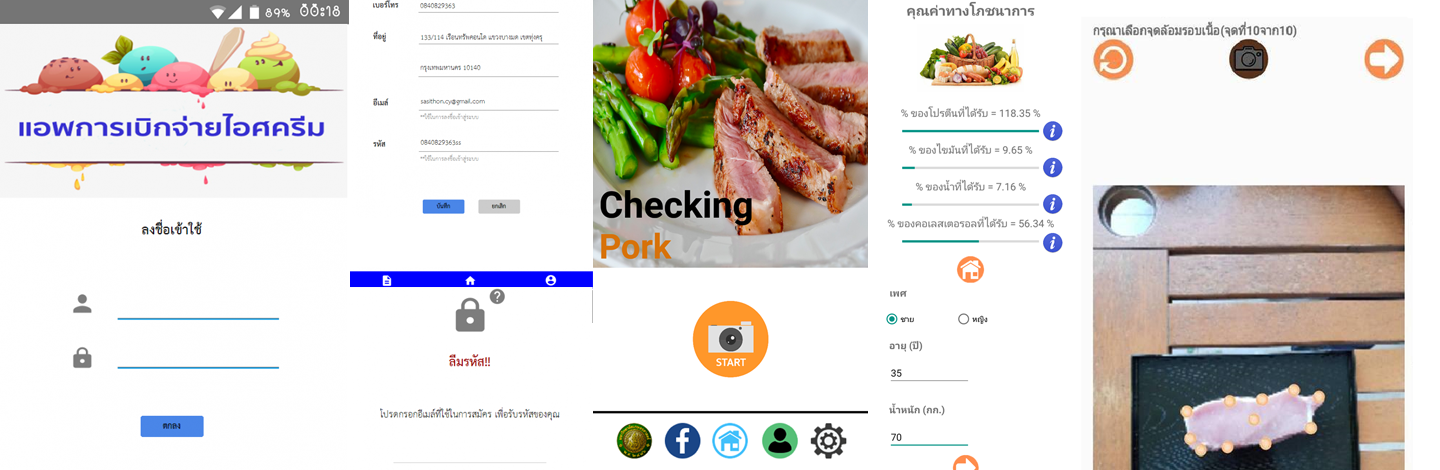 89% 00:18
แอพการเบิกจ่ายไอศครีม
ลงชื่อเข้าใช้
ตกลง
เบอร์โทร
0840829363
ที่อยู่
133/114 เรือนทรัพคอนโด แขวงบางมด เขตทุ่งครุ
กรุงเทพมหานคร 10140
อีเมล์
sasithon.cy@gmail.com
**ใช้ในการลงชื่อเข้าสู่ระบบ
รหัส
0840829363ss
**ใช้ในการลงชื่อเข้าสู่ระบบ
บันทึก
ยกเลิก
?
ลืมรหัส!!
โปรดกรอกอีเมล์ที่ใช้ในการสมัคร เพื่อรับรหัสของคุณ
Checking
Pork
START
f
คุณค่าทางโภชนาการ
% ของโปรตีนที่ได้รับ = 118.35 %
i
% ของไขมันที่ได้รับ = 9.65 %
i
% ของน้ำที่ได้รับ = 7.16 %
i
% ของคอเลสเตอรอลที่ได้รับ = 56.34 %
i
เพศ
ชาย
หญิง
อายุ (ปี)
35
น้ำหนัก (กก.)
70
กรุณาเลือกจุดล้อมรอบเนื้อ(จุดที่10จาก10)